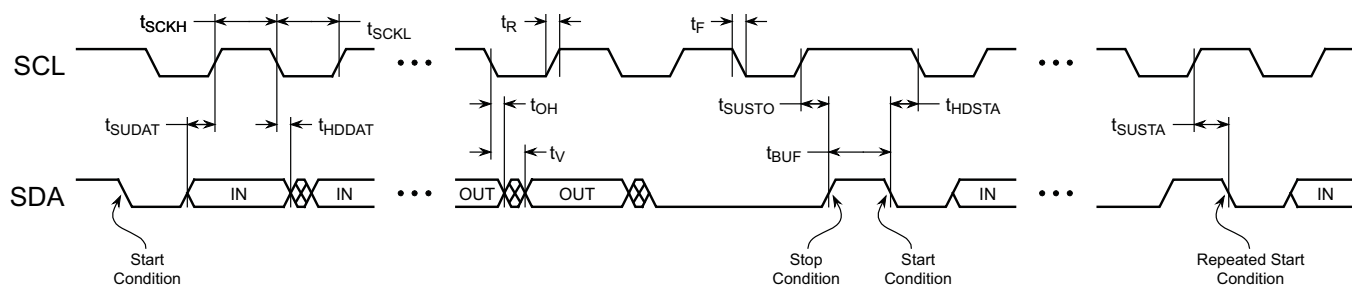 tSCKH
tSCKL
tR
tF
SCL
tSUDAT
tHDDAT
tOH
tV
tSUSTO
tHDSTA
tBUF
tSUSTA
SDA
IN
IN
OUT
OUT
IN
IN
Start
Condition
Stop
Condition
Start
Condition
Repeated Start
Condition